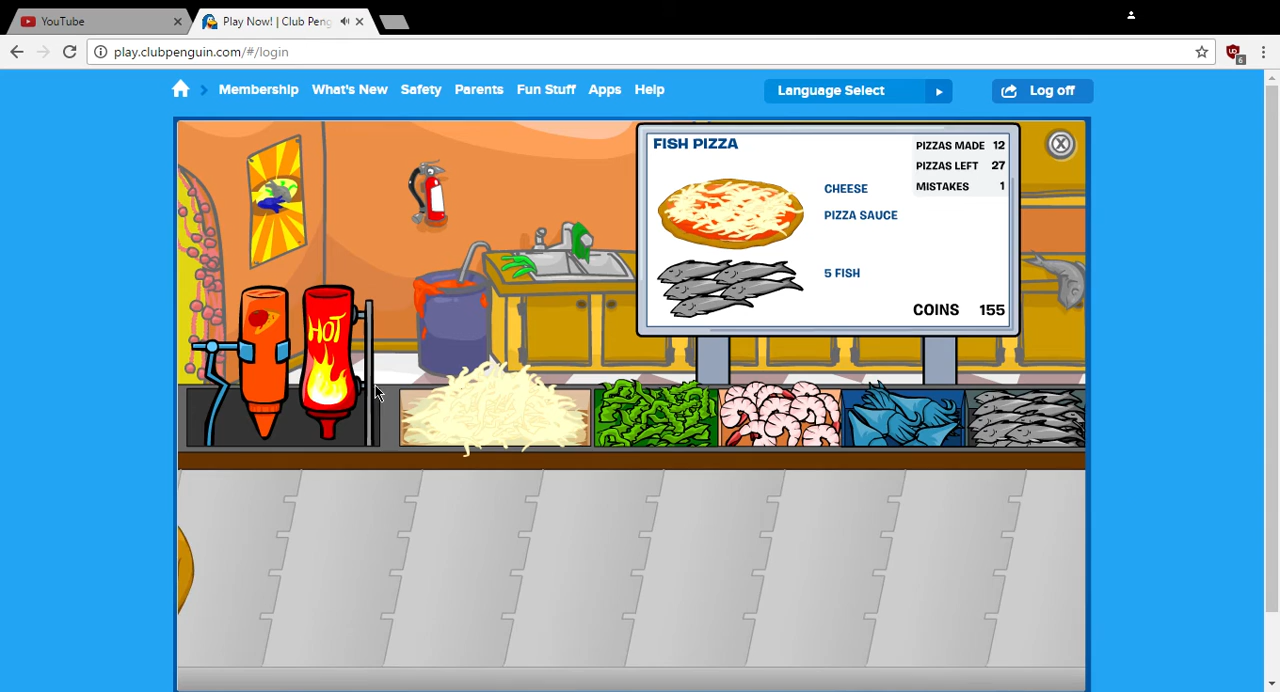 YouTube
Play Now! | Club Peng
play.clubpenguin.com/#/login
6
Membership What's New Safety Parents Fun Stuff Apps Help
Language Select
Log off
FISH PIZZA
PIZZAS MADE 12
PIZZAS LEFT 27
MISTAKES 1
CHEESE
PIZZA SAUCE
5 FISH
COINS 155
HOT